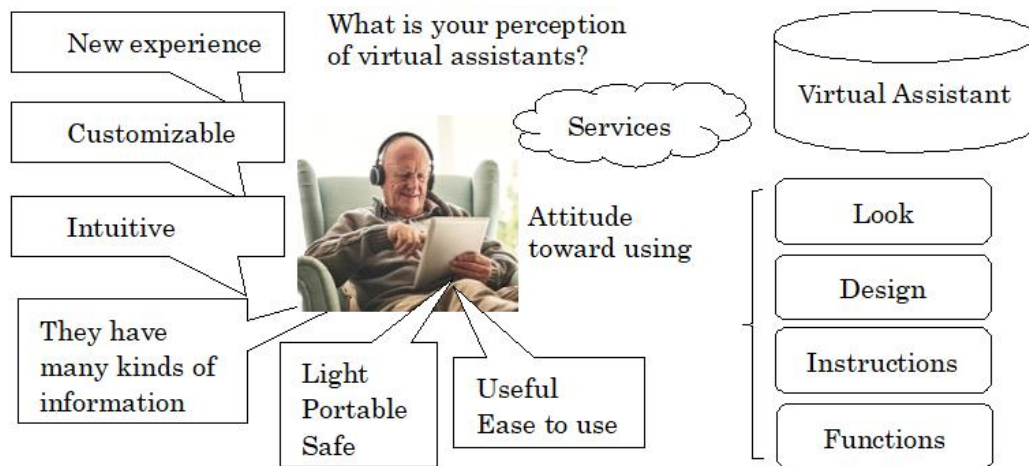 New experience
Customizable
Intuitive
They have
many kinds of
information
What is your perception
of virtual assistants?
Services
Attitude
toward using
Light
Portable
Safe
Useful
Ease to use
Virtual Assistant
Look
Design
Instructions
Functions